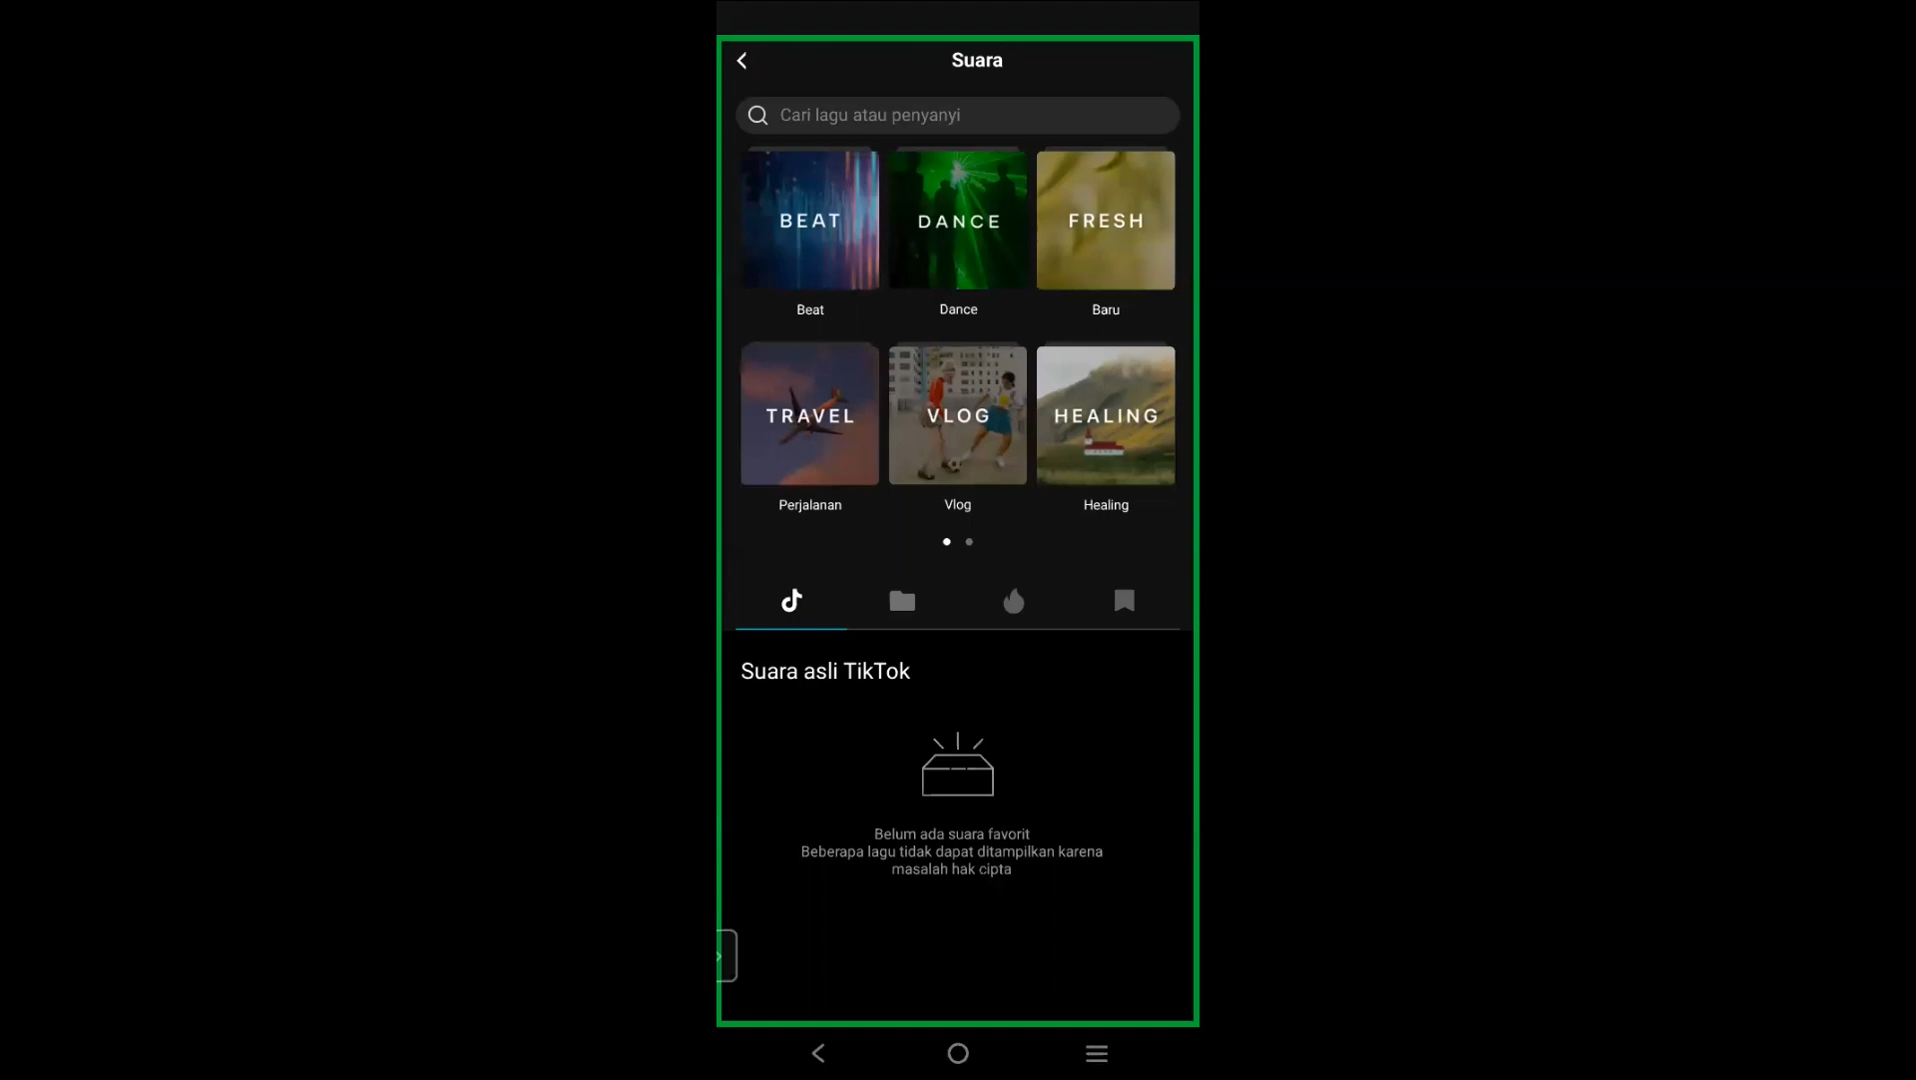 Suara
Cari lagu atau penyanyi
BEAT
DANCE
FRESH
Beat
Dance
Baru
TRAVEL
VLOG
HEALING
Perjalanan
Vlog
Healing
Suara asli TikTok
Belum ada suara favorit
Beberapa lagu tidak dapat ditampilkan karena
masalah hak cipta